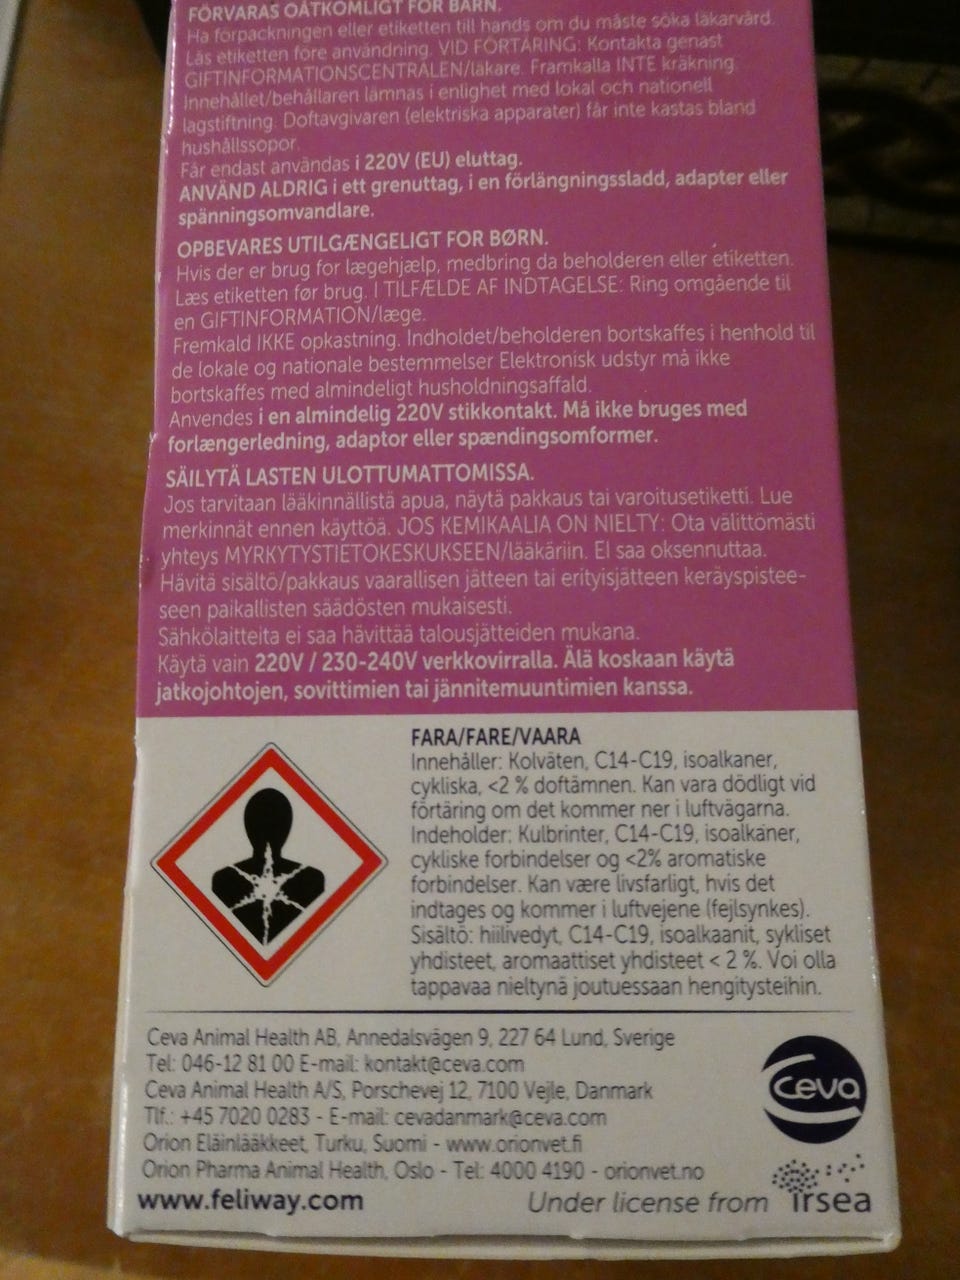 FÖRVARAS OÅTKOMLIGT FÖR BARN.
Ha förpackningen eller etiketten till hands om du måste söka läkarvård.
Läs etiketten före användning. VID FÖRTÄRING: Kontakta genast
GIFTINFORMATIONSCENTRALEN/läkare. Framkalla INTE kräkning.
Innehållet/behållaren lämnas i enlighet med lokal och nationell
lagstiftning. Doftavgivaren (elektriska apparater) får inte kastas bland
hushållssopor.
Får endast användas i 220V (EU) eluttag.
ANVÄND ALDRIG i ett grenuttag, i en förlängningssladd, adapter eller
spänningsomvandlare.
OPBEVARES UTILGÆNGELIGT FOR BØRN.
Hvis der er brug for lægehjælp, medbring da beholderen eller etiketten.
Læs etiketten før brug. I TILFÆLDE AF INDTAGELSE: Ring omgående til
en GIFTINFORMATION/læge.
Fremkald IKKE opkastning. Indholdet/beholderen bortskaffes i henhold til
de lokale og nationale bestemmelser Elektronisk udstyr må ikke
bortskaffes med almindeligt husholdningsaffald.
Anvendes i en almindelig 220V stikkontakt. Må ikke bruges med
forlængerledning, adaptor eller spændingsomformer.
SÄILYTÄ LASTEN ULOTTUMATTOMISSA.
Jos tarvitaan lääkinnällistä apua, näytä pakkaus tai varoitusetiketti. Lue
merkinnät ennen käyttöä. JOS KEMIKAALIA ON NIELTY: Ota välittömästi
yhteys MYRKYTYSTIETOKESKUKSEEN/lääkäriin. EI saa oksennuttaa.
Hävitä sisältö/pakkaus vaarallisen jätteen tai erityisjätteen keräyspistee-
seen paikallisten säädösten mukaisesti.
Sähkölaitteita ei saa hävittää talousjätteiden mukana.
Käytä vain 220V / 230-240V verkkovirralla. Älä koskaan käytä
jatkojohtojen, sovittimien tai jännitemuuntimien kanssa.
FARA/FARE/VAARA
Innehåller: Kolväten, C14-C19, isoalkaner,
cykliska, <2 % doftämnen. Kan vara dödligt vid
förtäring om det kommer ner i luftvägarna.
Indeholder: Kulbrinter, C14-C19, isoalkaner,
cykliske forbindelser og <2% aromatiske
forbindelser. Kan være livsfarligt, hvis det
indtages og kommer i luftvejene (fejlsynkes).
Sisältö: hiilivedyt, C14-C19, isoalkaanit, sykliset
yhdisteet, aromaattiset yhdisteet < 2 %. Voi olla
tappavaa nieltynä joutuessaan hengitysteihin.
Ceva Animal Health AB, Annedalsvägen 9, 227 64 Lund, Sverige
Tel: 046-12 81 00 E-mail: kontakt@ceva.com
Ceva Animal Health A/S, Porschevej 12, 7100 Vejle, Danmark
Tlf.: +45 7020 0283 - E-mail: cevadanmark@ceva.com
Orion Eläinlääkkeet, Turku, Suomi - www.orionvet.fi
Orion Pharma Animal Health, Oslo - Tel: 4000 4190 - orionvet.no
ceva
www.feliway.com
Under license from irsea